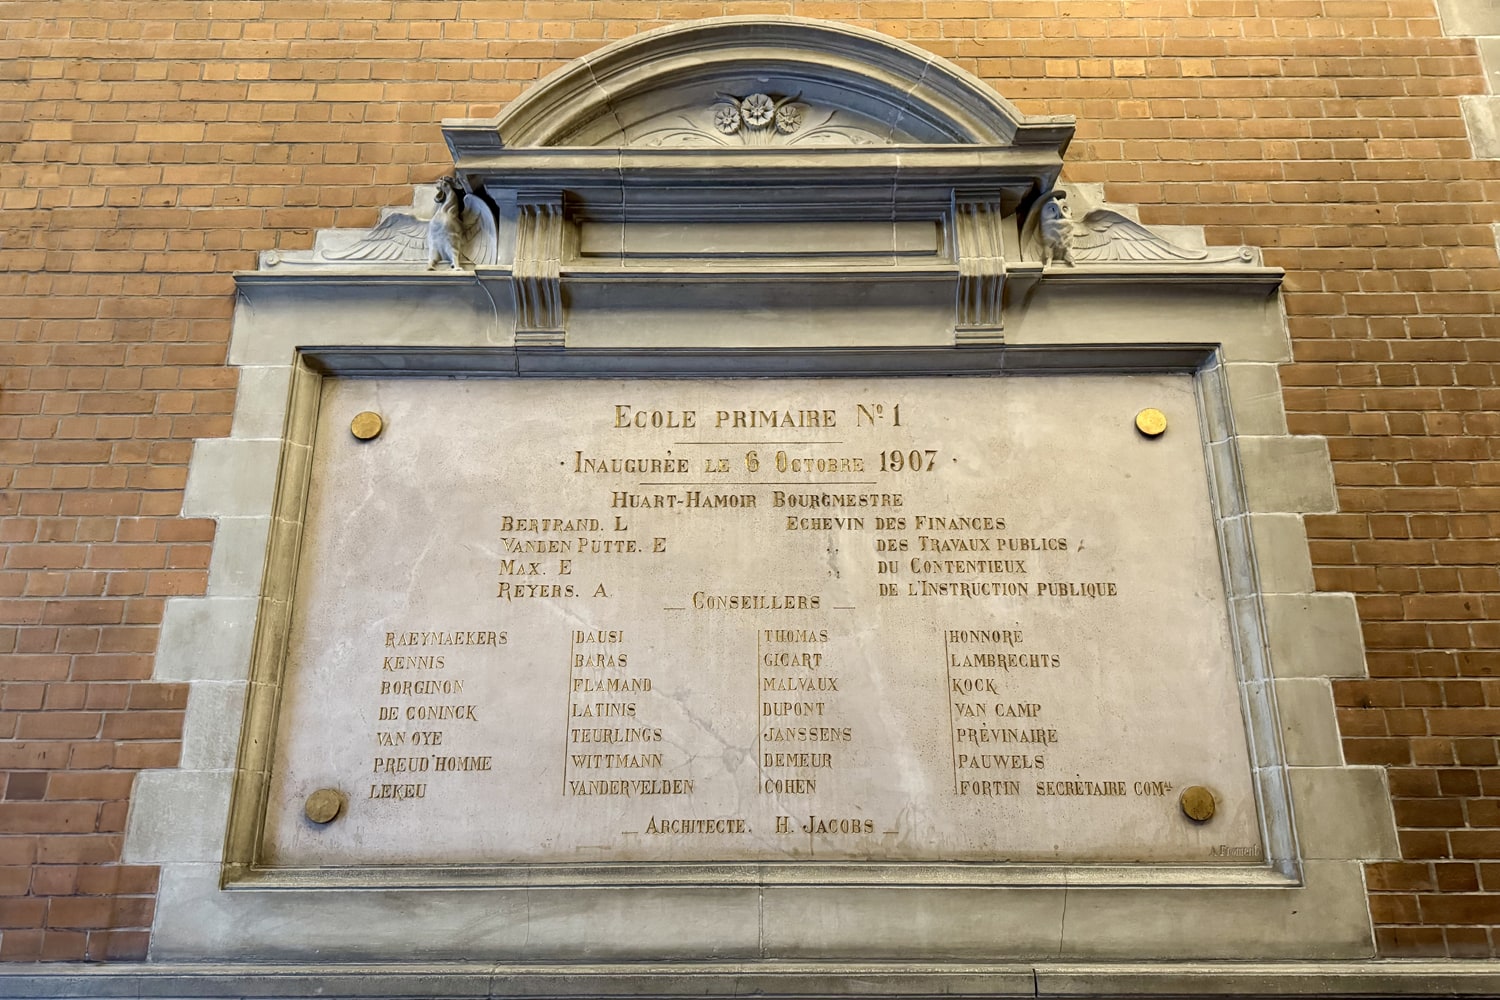 ECOLE PRIMAIRE No 1
· INAUGURÉE LE 6 OCTOBRE 1907 ·
HUART-HAMOIR BOURGMESTRE
BERTRAND. L ECHEVIN DES FINANCES
VANDEN PUTTE. E „ DES TRAVAUX PUBLICS
MAX. E „ DU CONTENTIEUX
REYERS. A. DE L'INSTRUCTION PUBLIQUE
— CONSEILLERS —
RAEYMAEKERS DAUSI THOMAS HONNORÉ
KENNIS BARAS GICART LAMBRECHTS
BORGINON FLAMAND MALVAUX KOCK
DE CONINCK LATINIS DUPONT VAN CAMP
VAN OYE TEURLINGS JANSSENS PRÉVINAIRE
PREUD'HOMME WITTMANN DEMEUR PAUWELS
LEKEU VANDERVELDEN COHEN FORTIN SECRÉTAIRE COMal
— ARCHITECTE. H. JACOBS —